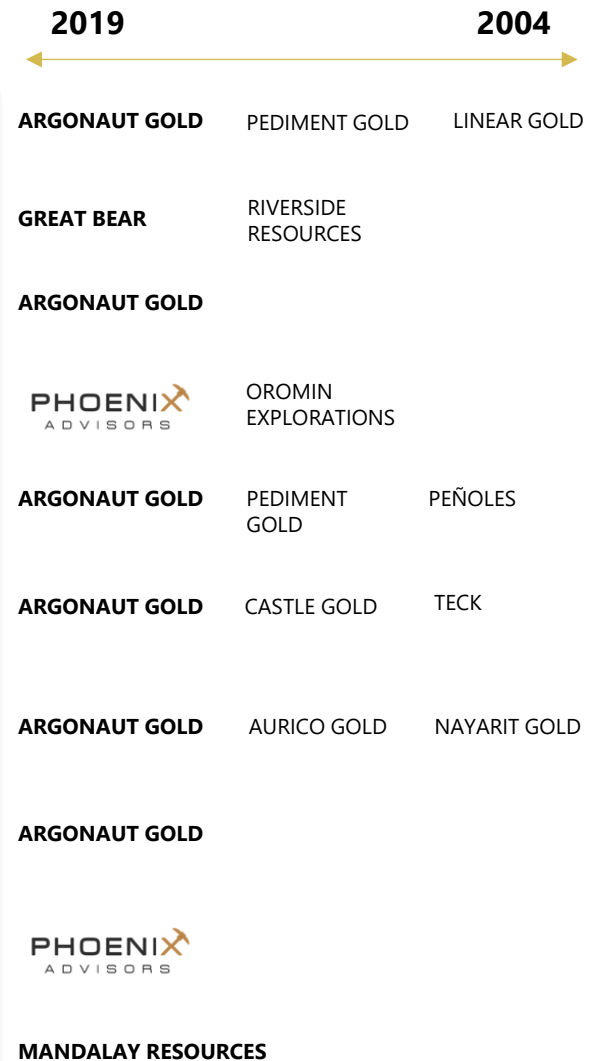 2019 2004
ARGONAUT GOLD PEDIMENT GOLD LINEAR GOLD
GREAT BEAR RIVERSIDE
RESOURCES
ARGONAUT GOLD
PHOENIX OROMIN
ADVISORS EXPLORATIONS
ARGONAUT GOLD PEDIMENT PEÑOLES
GOLD
ARGONAUT GOLD CASTLE GOLD TECK
ARGONAUT GOLD AURICO GOLD NAYARIT GOLD
ARGONAUT GOLD
PHOENIX
ADVISORS
MANDALAY RESOURCES